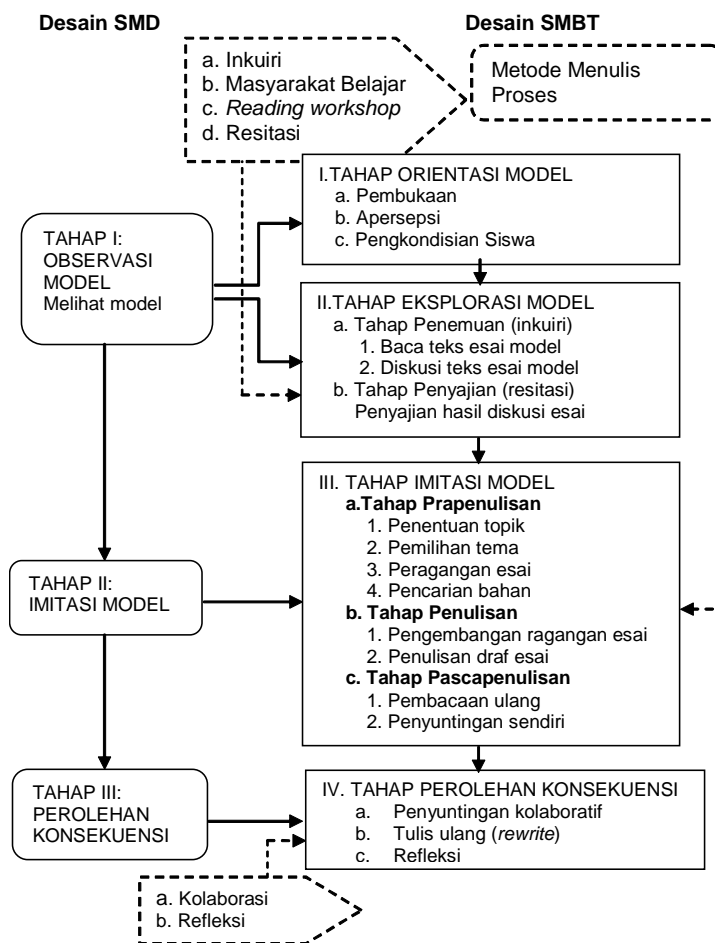 Desain SMD
Desain SMBT
a. Inkuiri
b. Masyarakat Belajar
c. Reading workshop
d. Resitasi
Metode Menulis
Proses
I.TAHAP ORIENTASI MODEL
a. Pembukaan
b. Apersepsi
c. Pengkondisian Siswa
TAHAP I:
OBSERVASI
MODEL
Melihat model
II.TAHAP EKSPLORASI MODEL
a. Tahap Penemuan (inkuiri)
1. Baca teks esai model
2. Diskusi teks esai model
b. Tahap Penyajian (resitasi)
Penyajian hasil diskusi esai
III. TAHAP IMITASI MODEL
a.Tahap Prapenulisan
1. Penentuan topik
2. Pemilihan tema
3. Peragangan esai
4. Pencarian bahan
b. Tahap Penulisan
1. Pengembangan ragangan esai
2. Penulisan draf esai
c. Tahap Pascapenulisan
1. Pembacaan ulang
2. Penyuntingan sendiri
TAHAP II:
IMITASI MODEL
TAHAP III:
PEROLEHAN
KONSEKUENSI
IV. TAHAP PEROLEHAN KONSEKUENSI
a. Penyuntingan kolaboratif
b. Tulis ulang (rewrite)
c. Refleksi
a. Kolaborasi
b. Refleksi